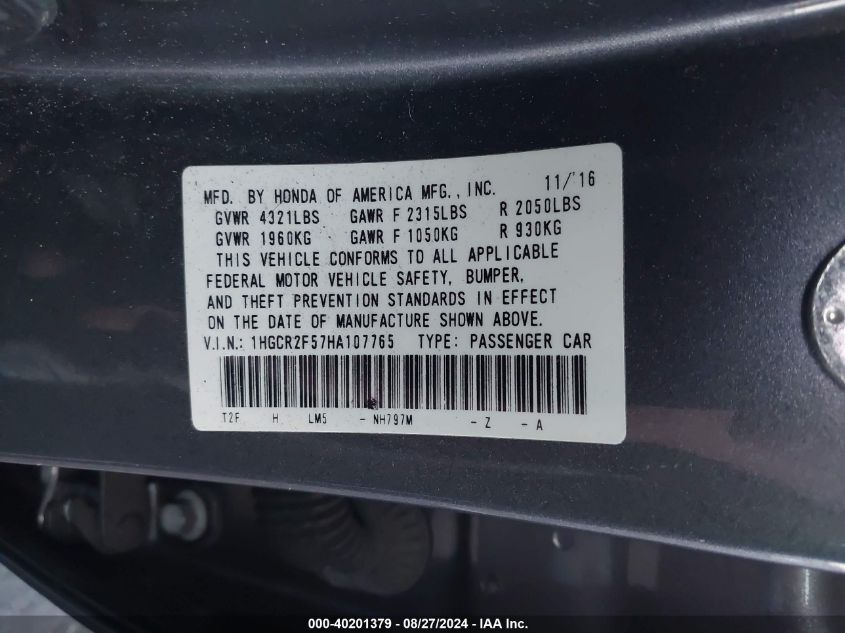 MFD. BY HONDA OF AMERICA MFG., INC. 11/'16
GVWR 4321LBS GAWR F 2315LBS R 2050LBS
GVWR 1960KG GAWR F 1050KG R 930KG
THIS VEHICLE CONFORMS TO ALL APPLICABLE
FEDERAL MOTOR VEHICLE SAFETY, BUMPER,
AND THEFT PREVENTION STANDARDS IN EFFECT
ON THE DATE OF MANUFACTURE SHOWN ABOVE.
V.I.N.: 1HGCR2F57HA107765 TYPE: PASSENGER CAR
T2F H LM5 - NH797M - Z - A
000-40201379 - 08/27/2024 - IAA Inc.